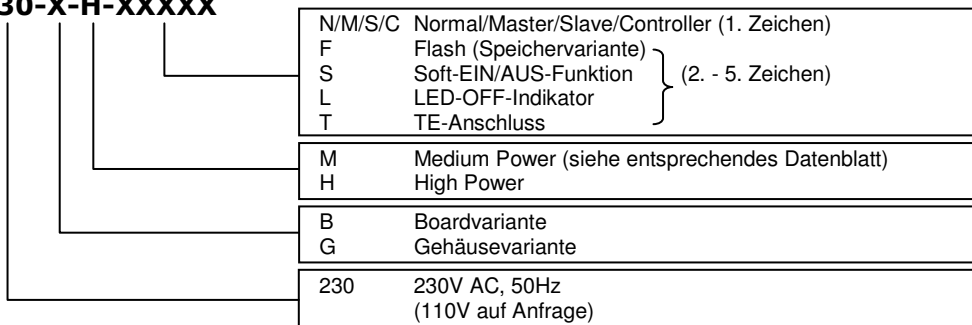 30-X-H-XXXXX
N/M/S/C Normal/Master/Slave/Controller (1. Zeichen)
F Flash (Speichervariante)
S Soft-EIN/AUS-Funktion (2. - 5. Zeichen)
L LED-OFF-Indikator
T TE-Anschluss
M Medium Power (siehe entsprechendes Datenblatt)
H High Power
B Boardvariante
G Gehäusevariante
230 230V AC, 50Hz
(110V auf Anfrage)